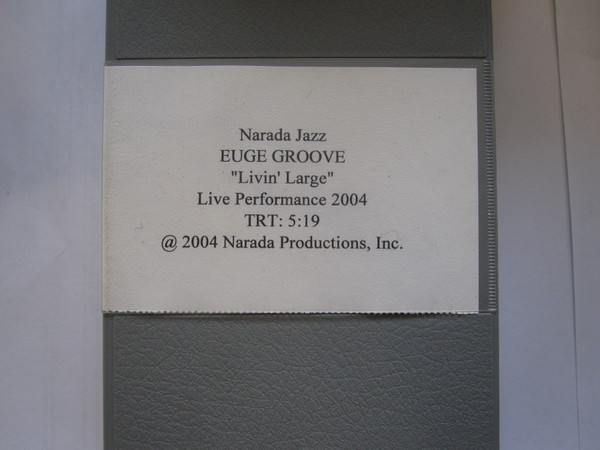 Narada Jazz
EUGE GROOVE
"Livin' Large"
Live Performance 2004
TRT: 5:19
@ 2004 Narada Productions, Inc.